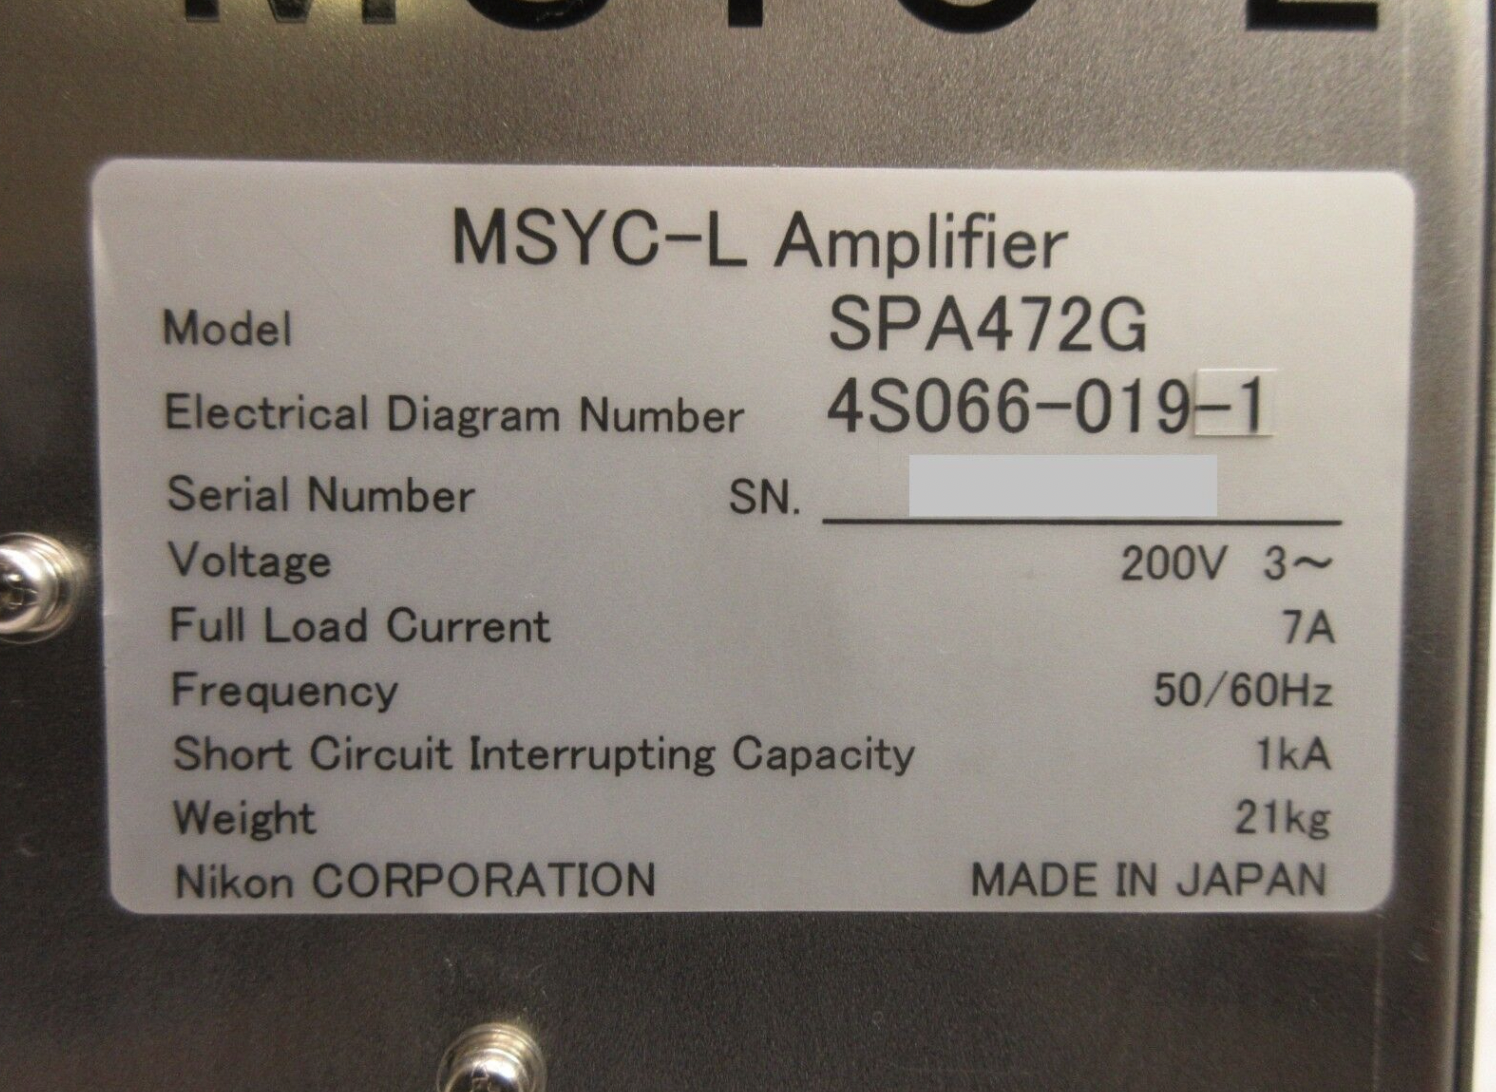 MSYC-L
MSYC-L Amplifier
Model SPA472G
Electrical Diagram Number 4S066-019-1
Serial Number SN.
Voltage 200V 3～
Full Load Current 7A
Frequency 50/60Hz
Short Circuit Interrupting Capacity 1kA
Weight 21kg
Nikon CORPORATION MADE IN JAPAN